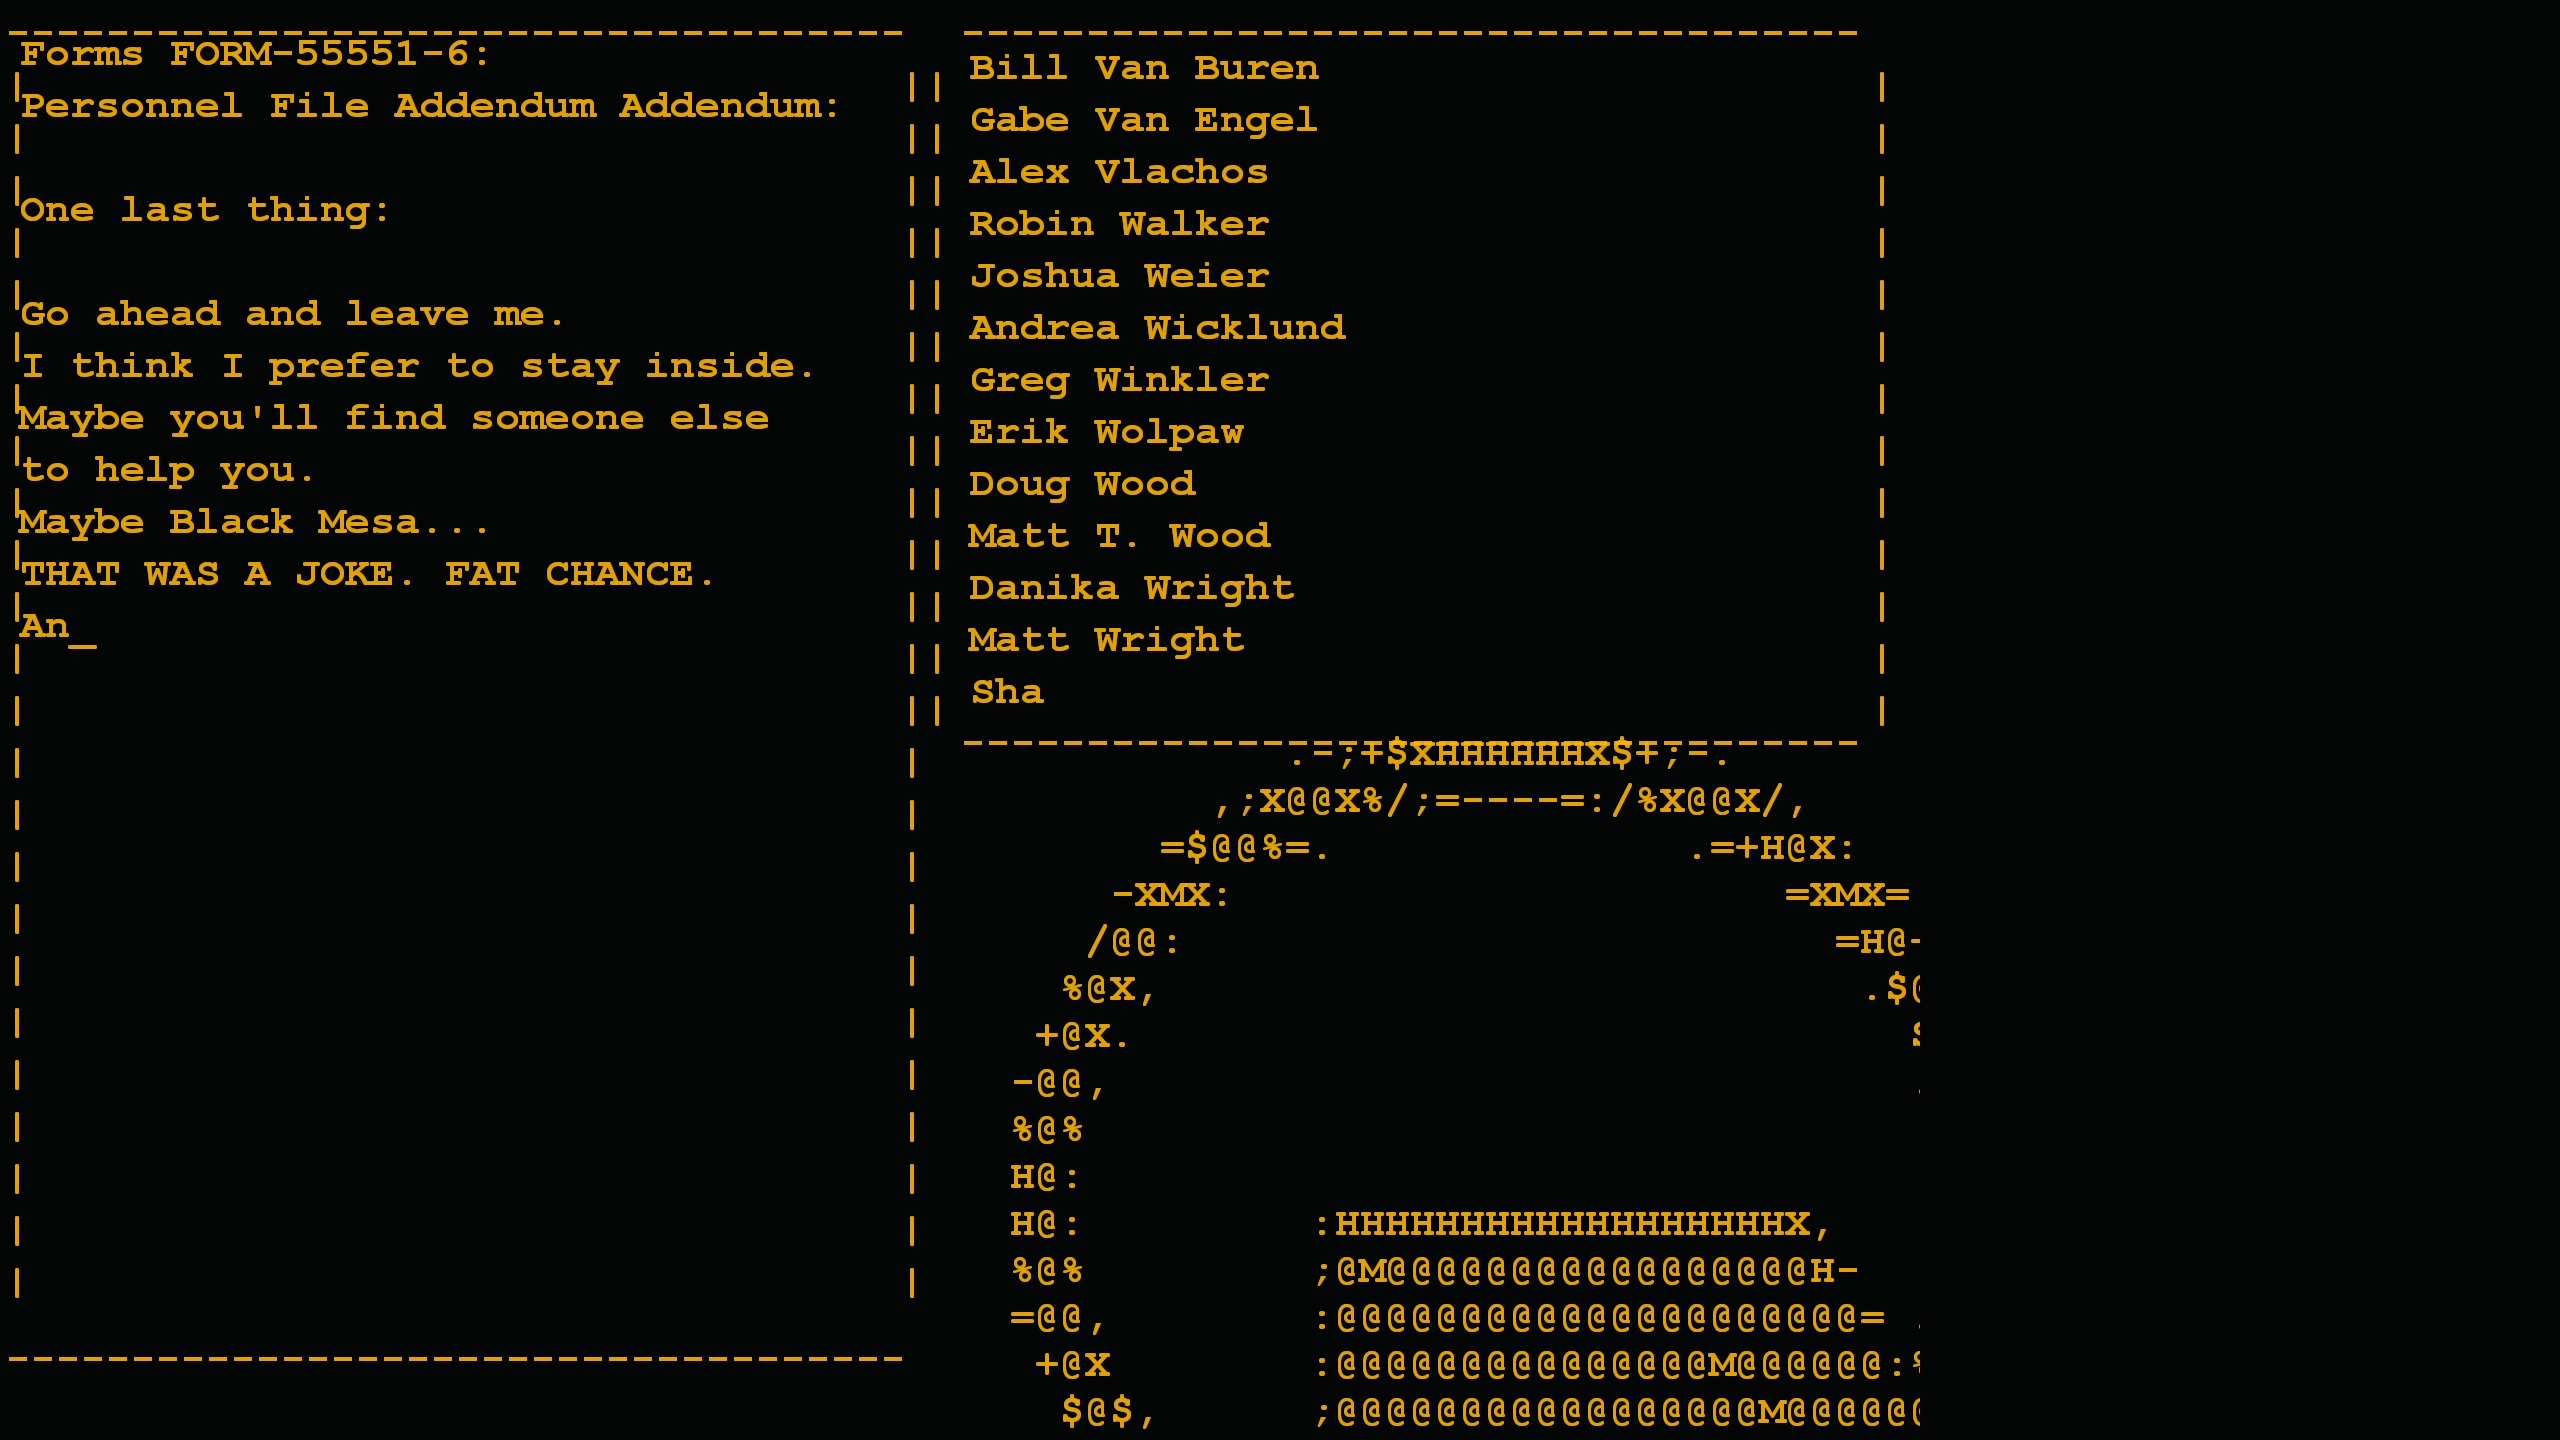 Forms FORM-55551-6:
Personnel File Addendum Addendum:
One last thing:
Go ahead and leave me.
I think I prefer to stay inside.
Maybe you'll find someone else
to help you.
Maybe Black Mesa...
THAT WAS A JOKE. FAT CHANCE.
An_
Bill Van Buren
Gabe Van Engel
Alex Vlachos
Robin Walker
Joshua Weier
Andrea Wicklund
Greg Winkler
Erik Wolpaw
Doug Wood
Matt T. Wood
Danika Wright
Matt Wright
Sha